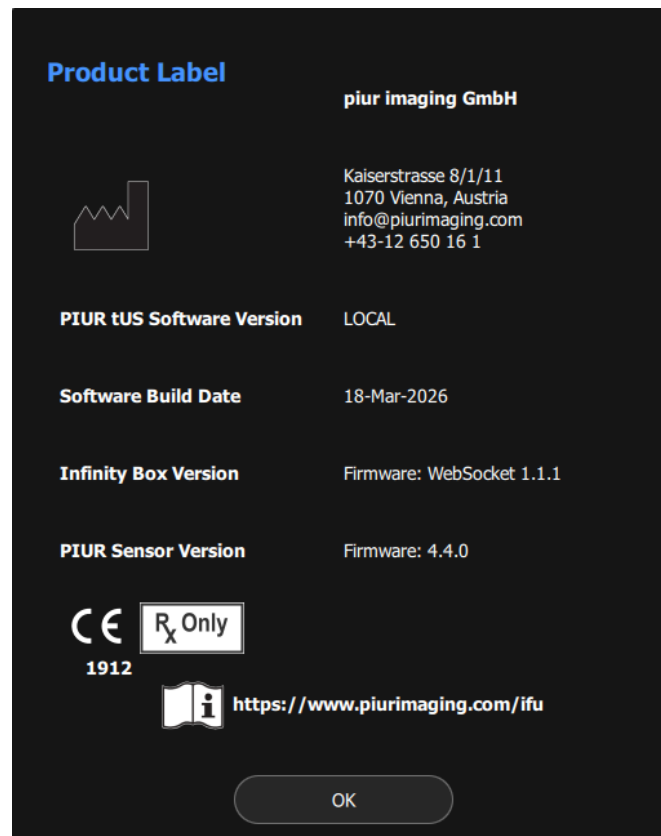 Product Label
piur imaging GmbH
Kaiserstrasse 8/1/11
1070 Vienna, Austria
info@piurimaging.com
+43-12 650 16 1
PIUR tUS Software Version LOCAL
Software Build Date 18-Mar-2026
Infinity Box Version Firmware: WebSocket 1.1.1
PIUR Sensor Version Firmware: 4.4.0
CE Rx Only
1912
i https://www.piurimaging.com/ifu
OK